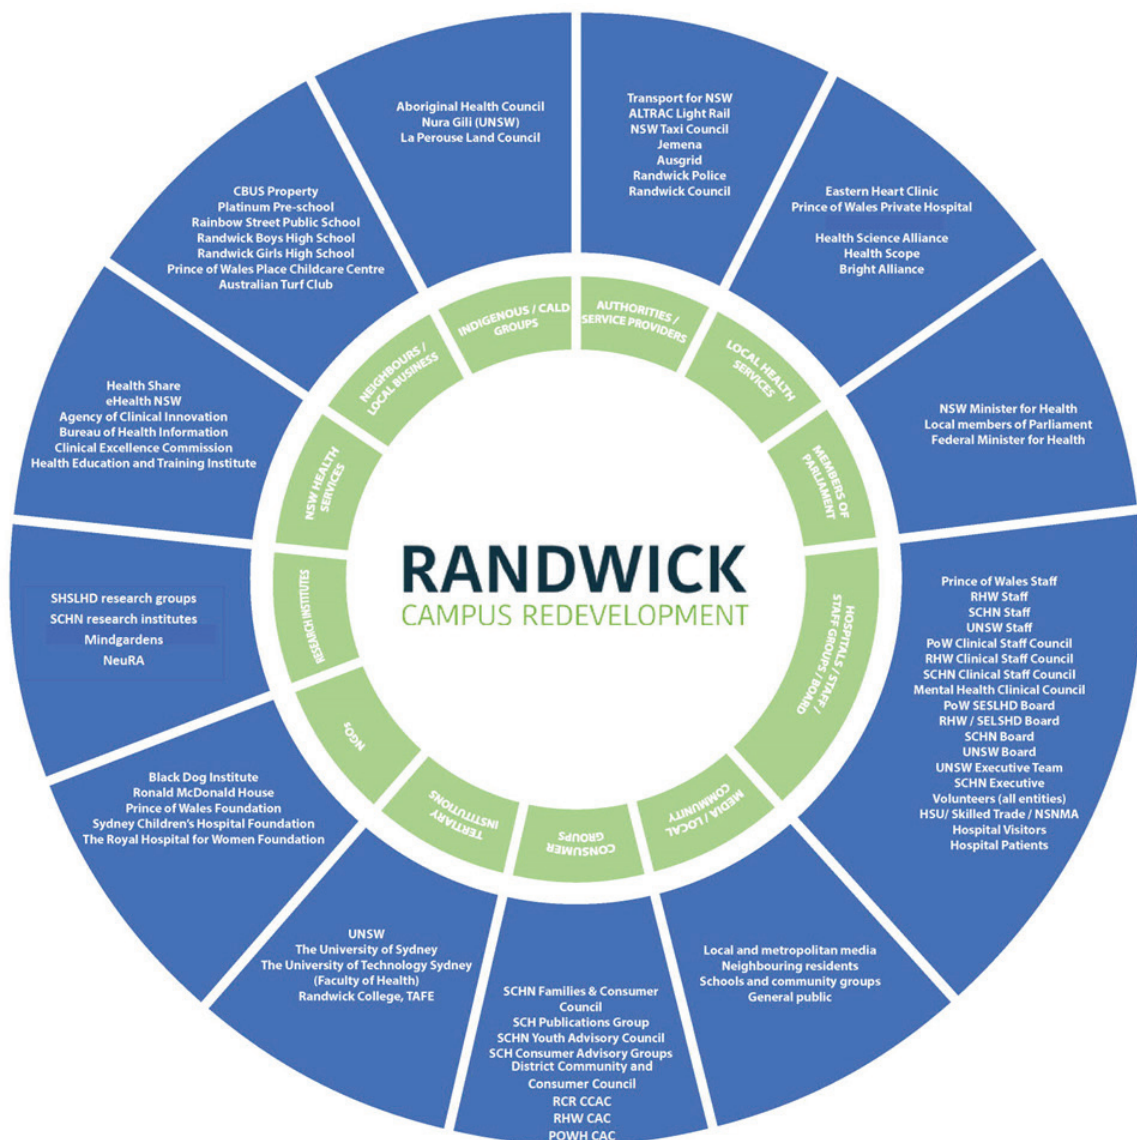 RANDWICK
CAMPUS REDEVELOPMENT
AUTHORITIES /
SERVICE PROVIDERS
Transport for NSW
ALTRAC Light Rail
NSW Taxi Council
Jemena
Ausgrid
Randwick Police
Randwick Council
LOCAL HEALTH
SERVICES
Eastern Heart Clinic
Prince of Wales Private Hospital
Health Science Alliance
Health Scope
Bright Alliance
MEMBERS OF
PARLIAMENT
NSW Minister for Health
Local members of Parliament
Federal Minister for Health
HOSPITALS / STAFF /
STAFF GROUPS / BOARD
Prince of Wales Staff
RHW Staff
SCHN Staff
UNSW Staff
PoW Clinical Staff Council
RHW Clinical Staff Council
SCHN Clinical Staff Council
Mental Health Clinical Council
PoW SESLHD Board
RHW / SELSHD Board
SCHN Board
UNSW Board
UNSW Executive Team
SCHN Executive
Volunteers (all entities)
HSU/ Skilled Trade / NSNMA
Hospital Visitors
Hospital Patients
MEDIA / LOCAL
COMMUNITY
Local and metropolitan media
Neighbouring residents
Schools and community groups
General public
CONSUMER
GROUPS
SCHN Families & Consumer
Council
SCH Publications Group
SCHN Youth Advisory Council
SCH Consumer Advisory Groups
District Community and
Consumer Council
RCR CCAC
RHW CAC
POWH CAC
TERTIARY
INSTITUTIONS
UNSW
The University of Sydney
The University of Technology Sydney
(Faculty of Health)
Randwick College, TAFE
NGOs
Black Dog Institute
Ronald McDonald House
Prince of Wales Foundation
Sydney Children's Hospital Foundation
The Royal Hospital for Women Foundation
RESEARCH INSTITUTES
SHSLHD research groups
SCHN research institutes
Mindgardens
NeuRA
NSW HEALTH
SERVICES
Health Share
eHealth NSW
Agency of Clinical Innovation
Bureau of Health Information
Clinical Excellence Commission
Health Education and Training Institute
NEIGHBOURS /
LOCAL BUSINESS
CBUS Property
Platinum Pre-school
Rainbow Street Public School
Randwick Boys High School
Randwick Girls High School
Prince of Wales Place Childcare Centre
Australian Turf Club
INDIGENOUS / CALD
GROUPS
Aboriginal Health Council
Nura Gili (UNSW)
La Perouse Land Council